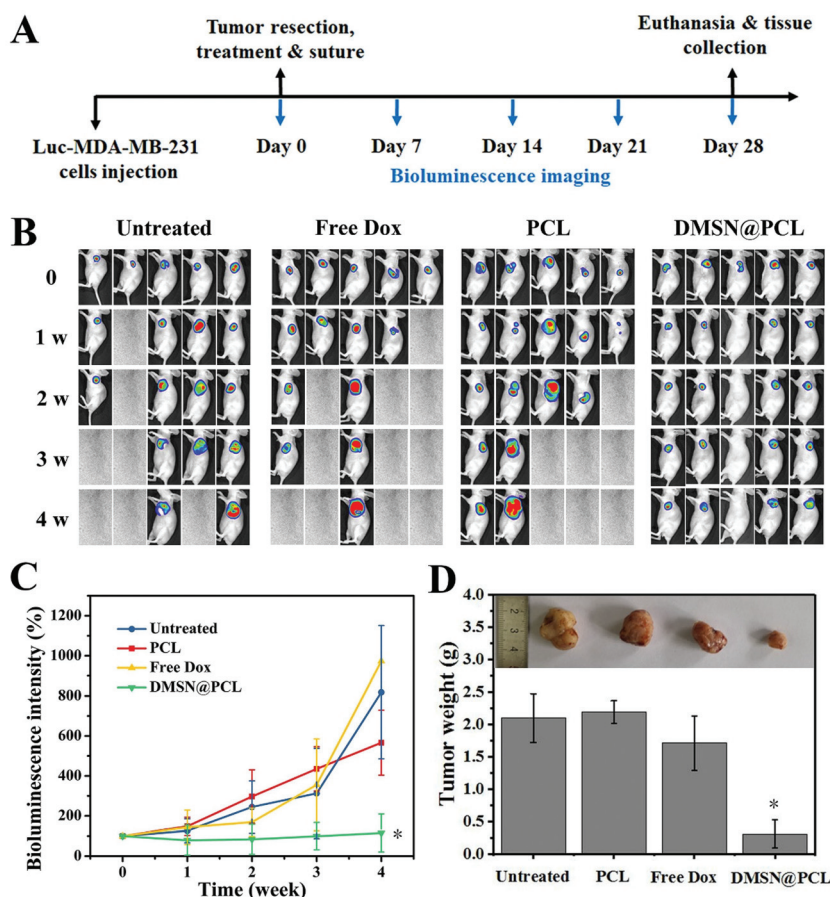 A
Tumor resection,
treatment & suture
Euthanasia & tissue
collection
Luc-MDA-MB-231
cells injection
Day 0
Day 7
Day 14
Day 21
Day 28
Bioluminescence imaging
B
Untreated
Free Dox
PCL
DMSN@PCL
0
1 w
2 w
3 w
4 w
C
Bioluminescence intensity (%)
1200
1000
800
600
400
200
0
Untreated
PCL
Free Dox
DMSN@PCL
*
0
1
2
3
4
Time (week)
D
Tumor weight (g)
4.0
3.5
3.0
2.5
2.0
1.5
1.0
0.5
0.0
2
3
4
*
Untreated
PCL
Free Dox
DMSN@PCL